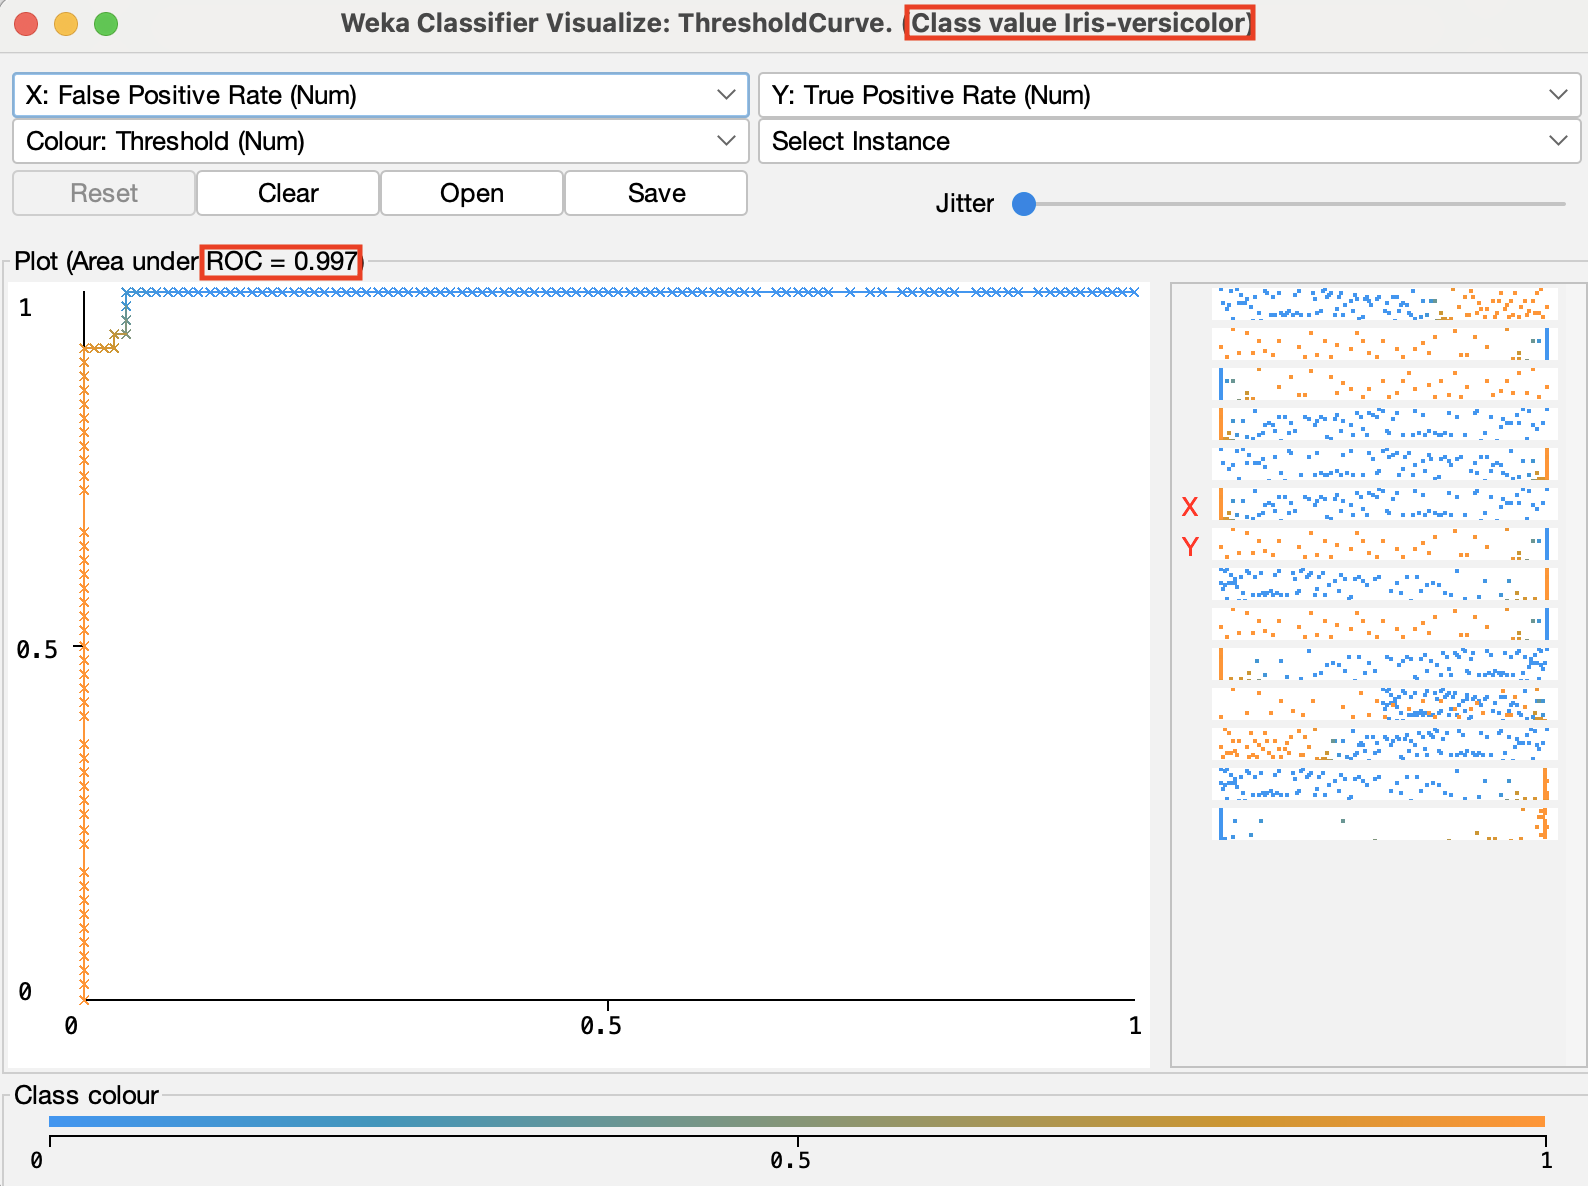 Weka Classifier Visualize: ThresholdCurve. (Class value Iris-versicolor)
X: False Positive Rate (Num)
Y: True Positive Rate (Num)
Colour: Threshold (Num)
Select Instance
Reset
Clear
Open
Save
Jitter
Plot (Area under ROC = 0.997)
1
0.5
0
0
0.5
1
X
Y
Class colour
0
0.5
1